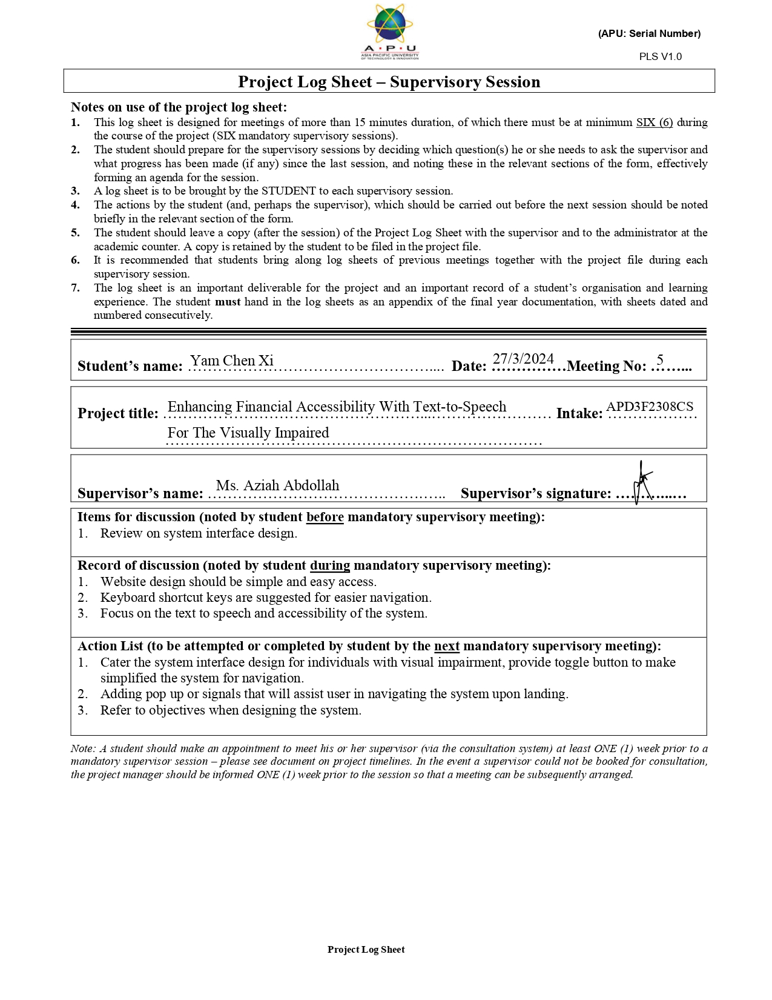 A · P · U
ASIA PACIFIC UNIVERSITY
OF TECHNOLOGY & INNOVATION
(APU: Serial Number)
PLS V1.0
Project Log Sheet – Supervisory Session
Notes on use of the project log sheet:
1. This log sheet is designed for meetings of more than 15 minutes duration, of which there must be at minimum SIX (6) during
the course of the project (SIX mandatory supervisory sessions).
2. The student should prepare for the supervisory sessions by deciding which question(s) he or she needs to ask the supervisor and
what progress has been made (if any) since the last session, and noting these in the relevant sections of the form, effectively
forming an agenda for the session.
3. A log sheet is to be brought by the STUDENT to each supervisory session.
4. The actions by the student (and, perhaps the supervisor), which should be carried out before the next session should be noted
briefly in the relevant section of the form.
5. The student should leave a copy (after the session) of the Project Log Sheet with the supervisor and to the administrator at the
academic counter. A copy is retained by the student to be filed in the project file.
6. It is recommended that students bring along log sheets of previous meetings together with the project file during each
supervisory session.
7. The log sheet is an important deliverable for the project and an important record of a student’s organisation and learning
experience. The student must hand in the log sheets as an appendix of the final year documentation, with sheets dated and
numbered consecutively.
Student’s name: Yam Chen Xi Date: 27/3/2024 Meeting No: 5
Project title: Enhancing Financial Accessibility With Text-to-Speech Intake: APD3F2308CS
For The Visually Impaired
Supervisor’s name: Ms. Aziah Abdollah Supervisor’s signature:
Items for discussion (noted by student before mandatory supervisory meeting):
1. Review on system interface design.
Record of discussion (noted by student during mandatory supervisory meeting):
1. Website design should be simple and easy access.
2. Keyboard shortcut keys are suggested for easier navigation.
3. Focus on the text to speech and accessibility of the system.
Action List (to be attempted or completed by student by the next mandatory supervisory meeting):
1. Cater the system interface design for individuals with visual impairment, provide toggle button to make
simplified the system for navigation.
2. Adding pop up or signals that will assist user in navigating the system upon landing.
3. Refer to objectives when designing the system.
Note: A student should make an appointment to meet his or her supervisor (via the consultation system) at least ONE (1) week prior to a
mandatory supervisor session – please see document on project timelines. In the event a supervisor could not be booked for consultation,
the project manager should be informed ONE (1) week prior to the session so that a meeting can be subsequently arranged.
Project Log Sheet